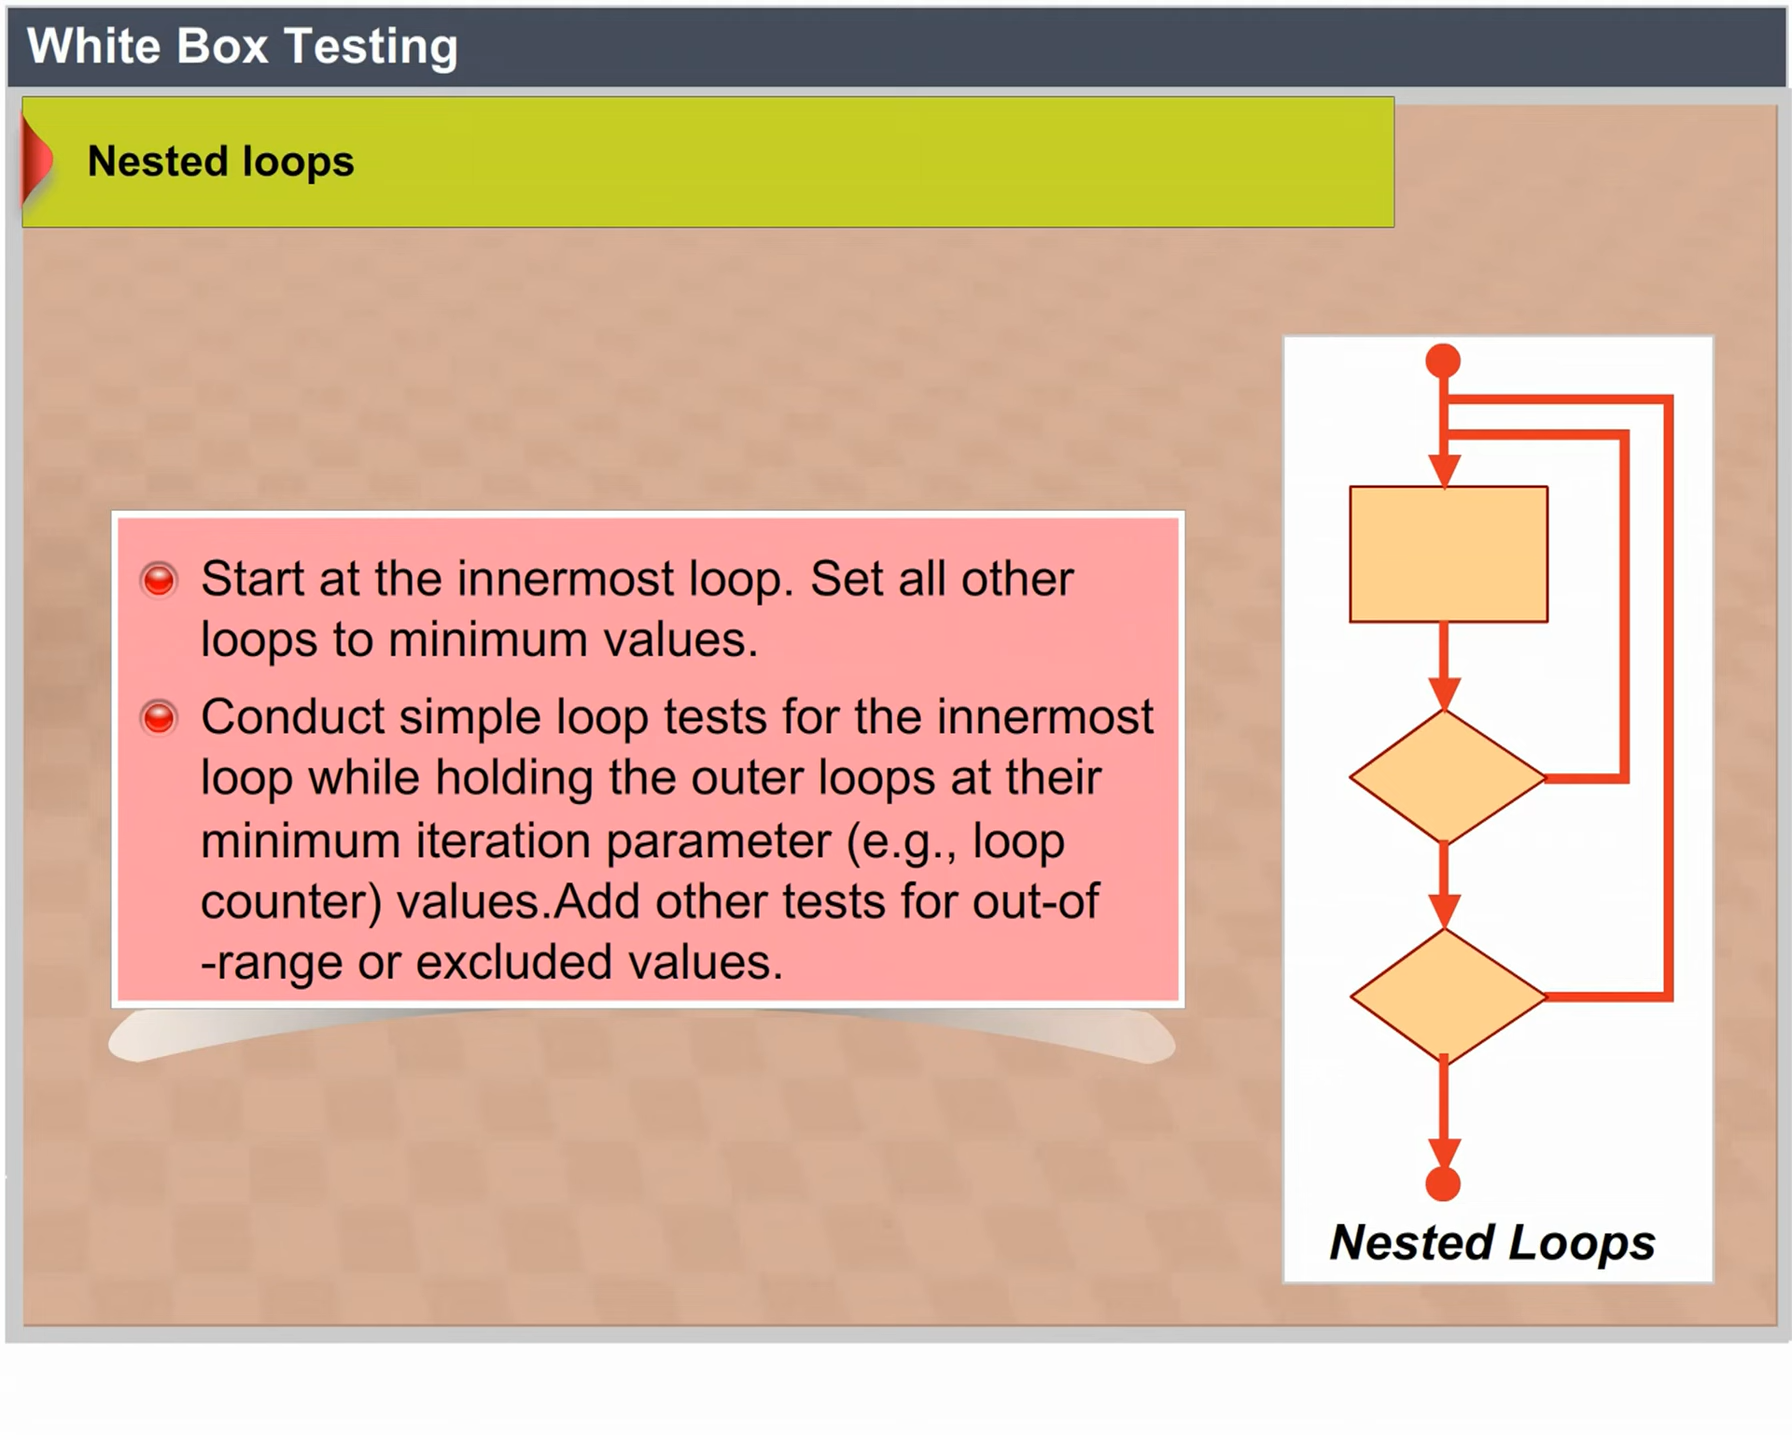 White Box Testing
Nested loops
Start at the innermost loop. Set all other
loops to minimum values.
Conduct simple loop tests for the innermost
loop while holding the outer loops at their
minimum iteration parameter (e.g., loop
counter) values.Add other tests for out-of
-range or excluded values.
Nested Loops